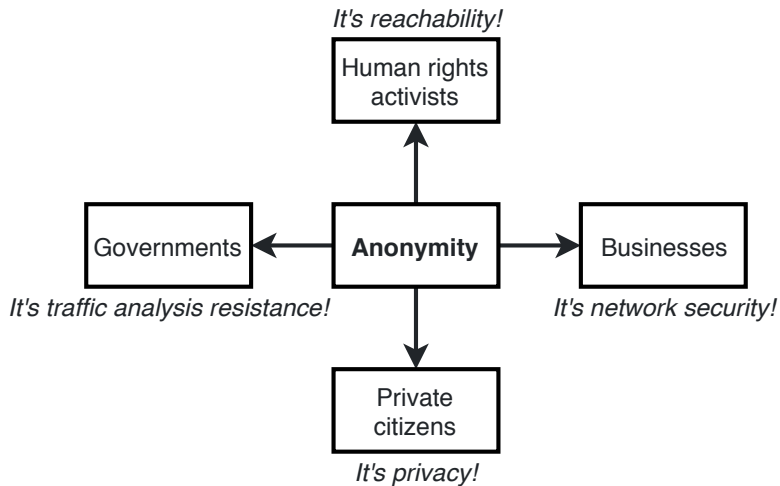 It's reachability!
Human rights
activists
Governments
Anonymity
Businesses
It's traffic analysis resistance!
It's network security!
Private
citizens
It's privacy!